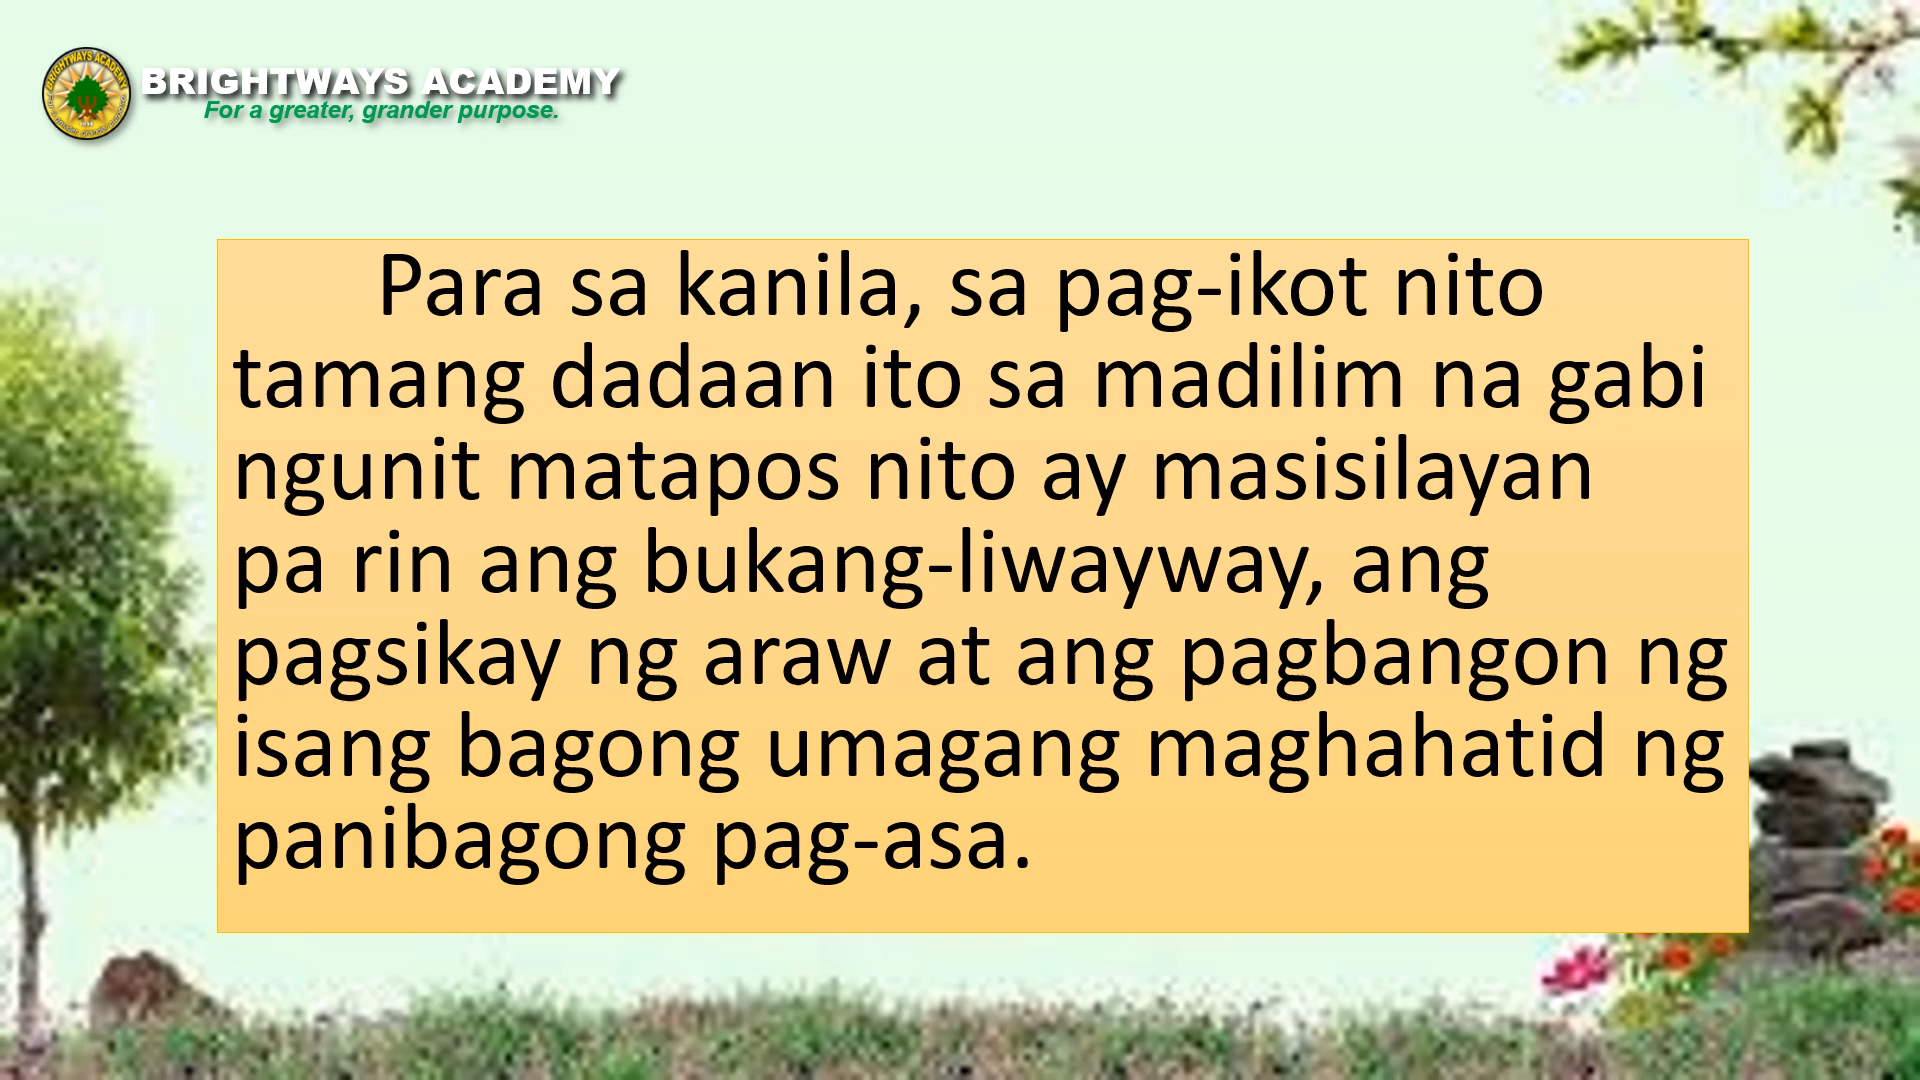 BRIGHTWAYS ACADEMY
For a greater, grander purpose.
Para sa kanila, sa pag-ikot nito
tamang dadaan ito sa madilim na gabi
ngunit matapos nito ay masisilayan
pa rin ang bukang-liwayway, ang
pagsikay ng araw at ang pagbangon ng
isang bagong umagang maghahatid ng
panibagong pag-asa.